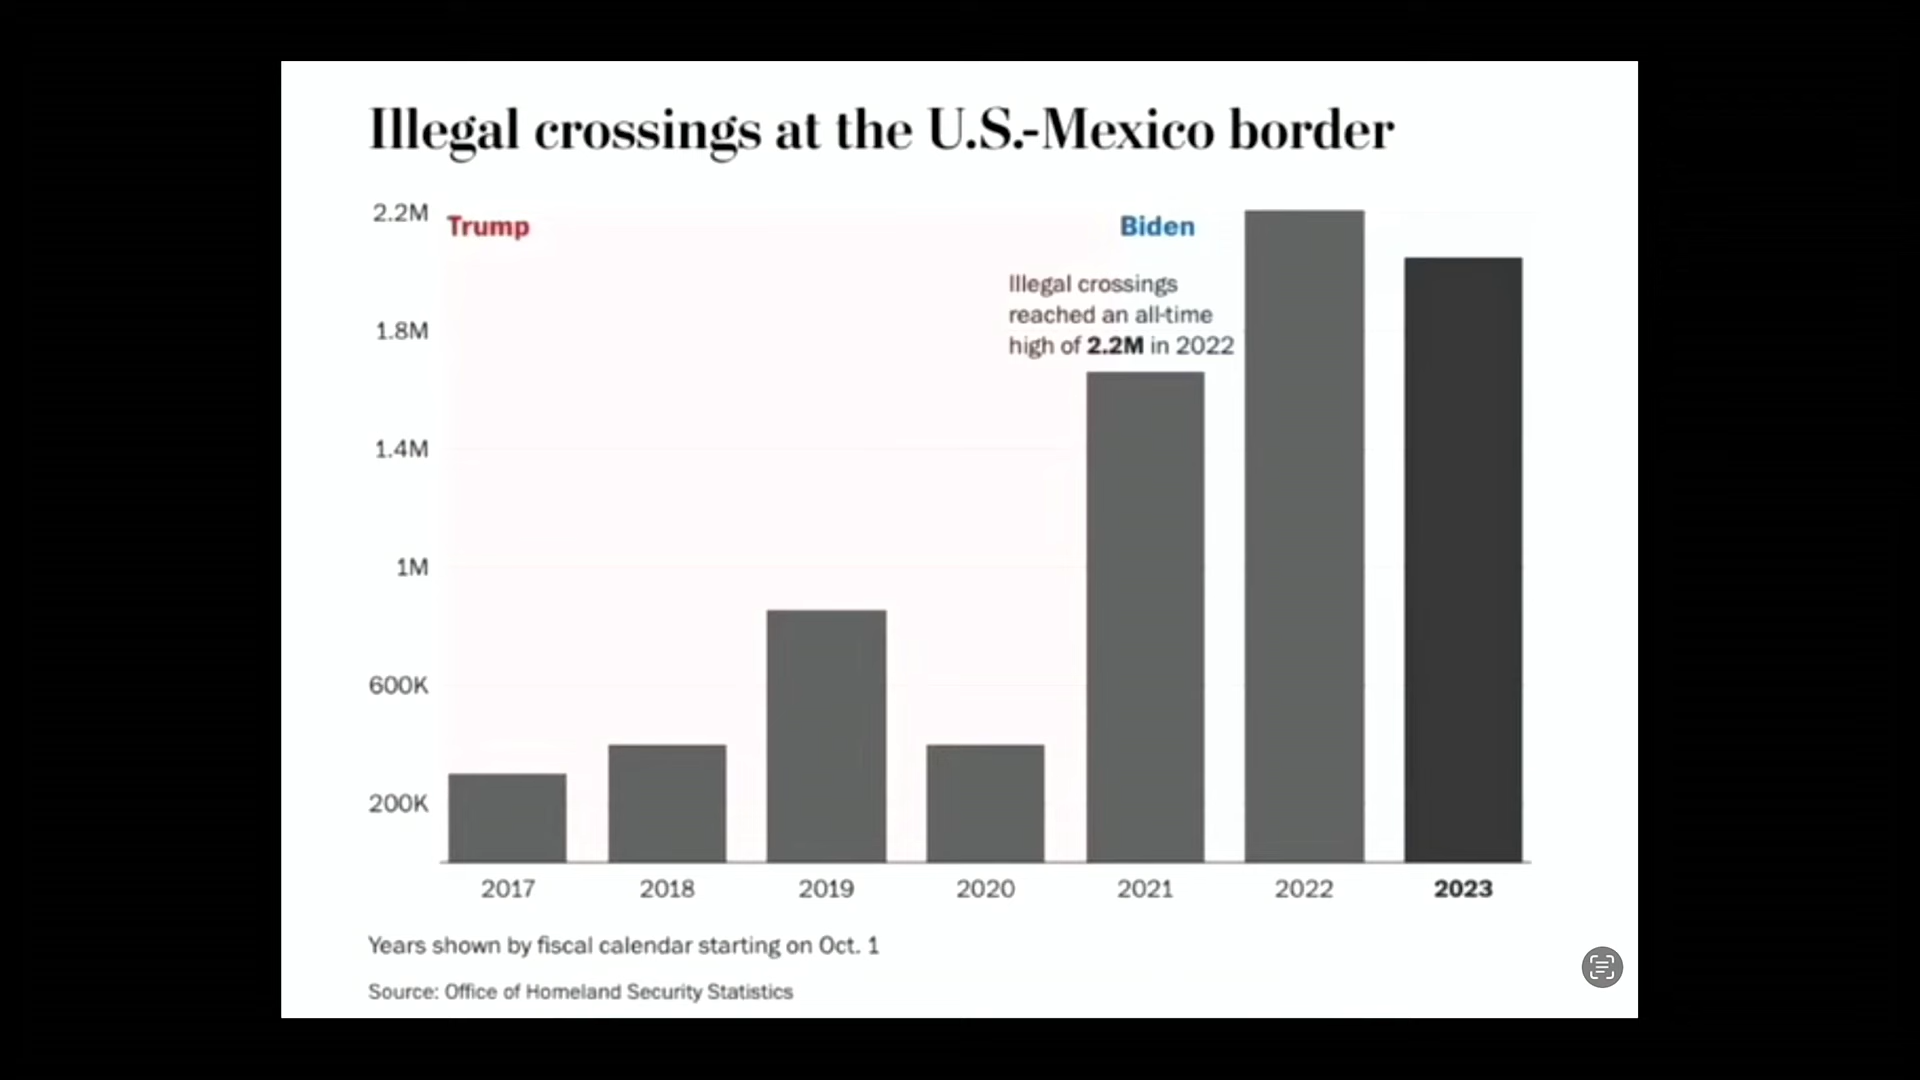 Illegal crossings at the U.S.-Mexico border
2.2M
Trump
Biden
Illegal crossings
reached an all-time
high of 2.2M in 2022
1.8M
1.4M
1M
600K
200K
2017 2018 2019 2020 2021 2022 2023
Years shown by fiscal calendar starting on Oct. 1
Source: Office of Homeland Security Statistics